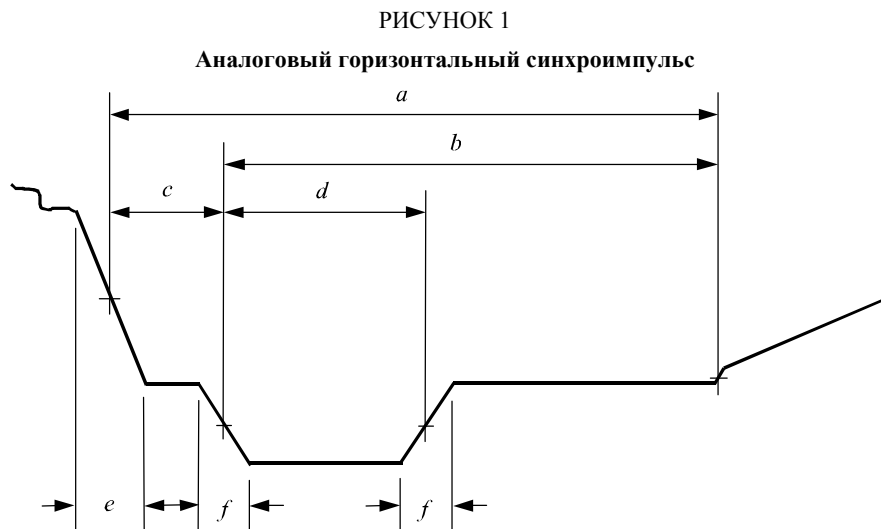 РИСУНОК 1
Аналоговый горизонтальный синхроимпульс
a
b
c
d
e
f
f